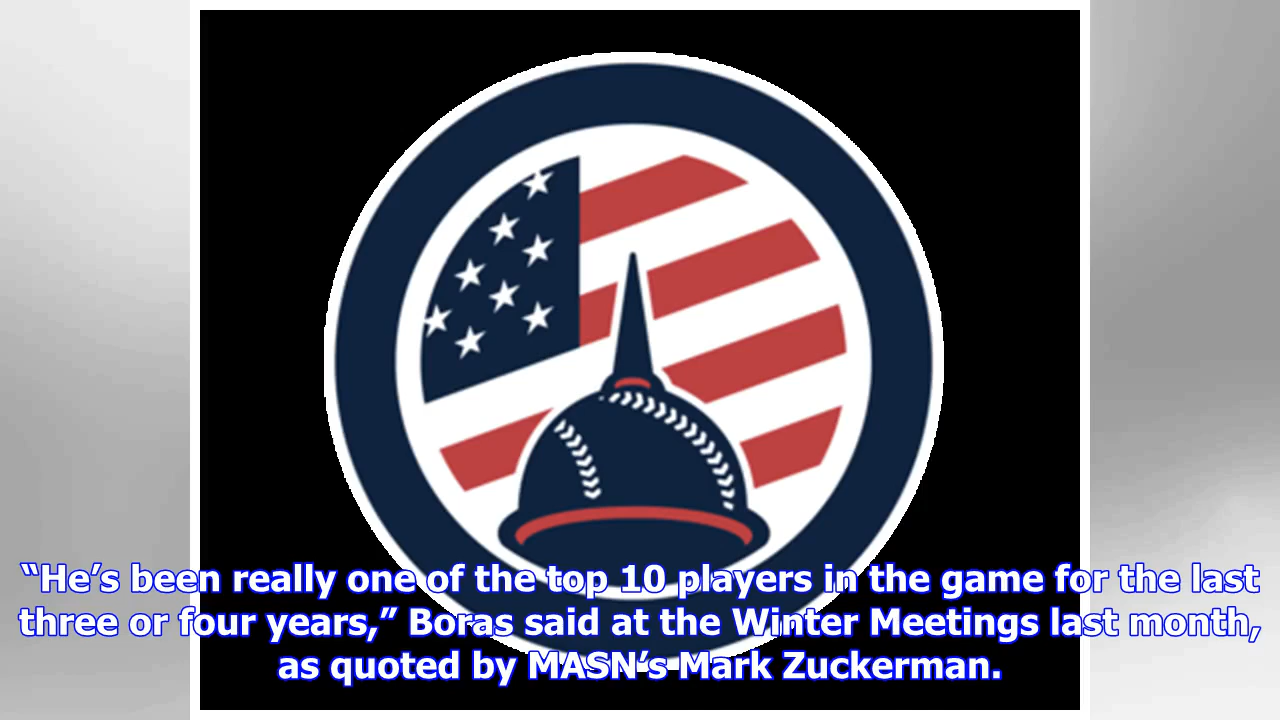 “He’s been really one of the top 10 players in the game for the last
three or four years,” Boras said at the Winter Meetings last month,
as quoted by MASN’s Mark Zuckerman.